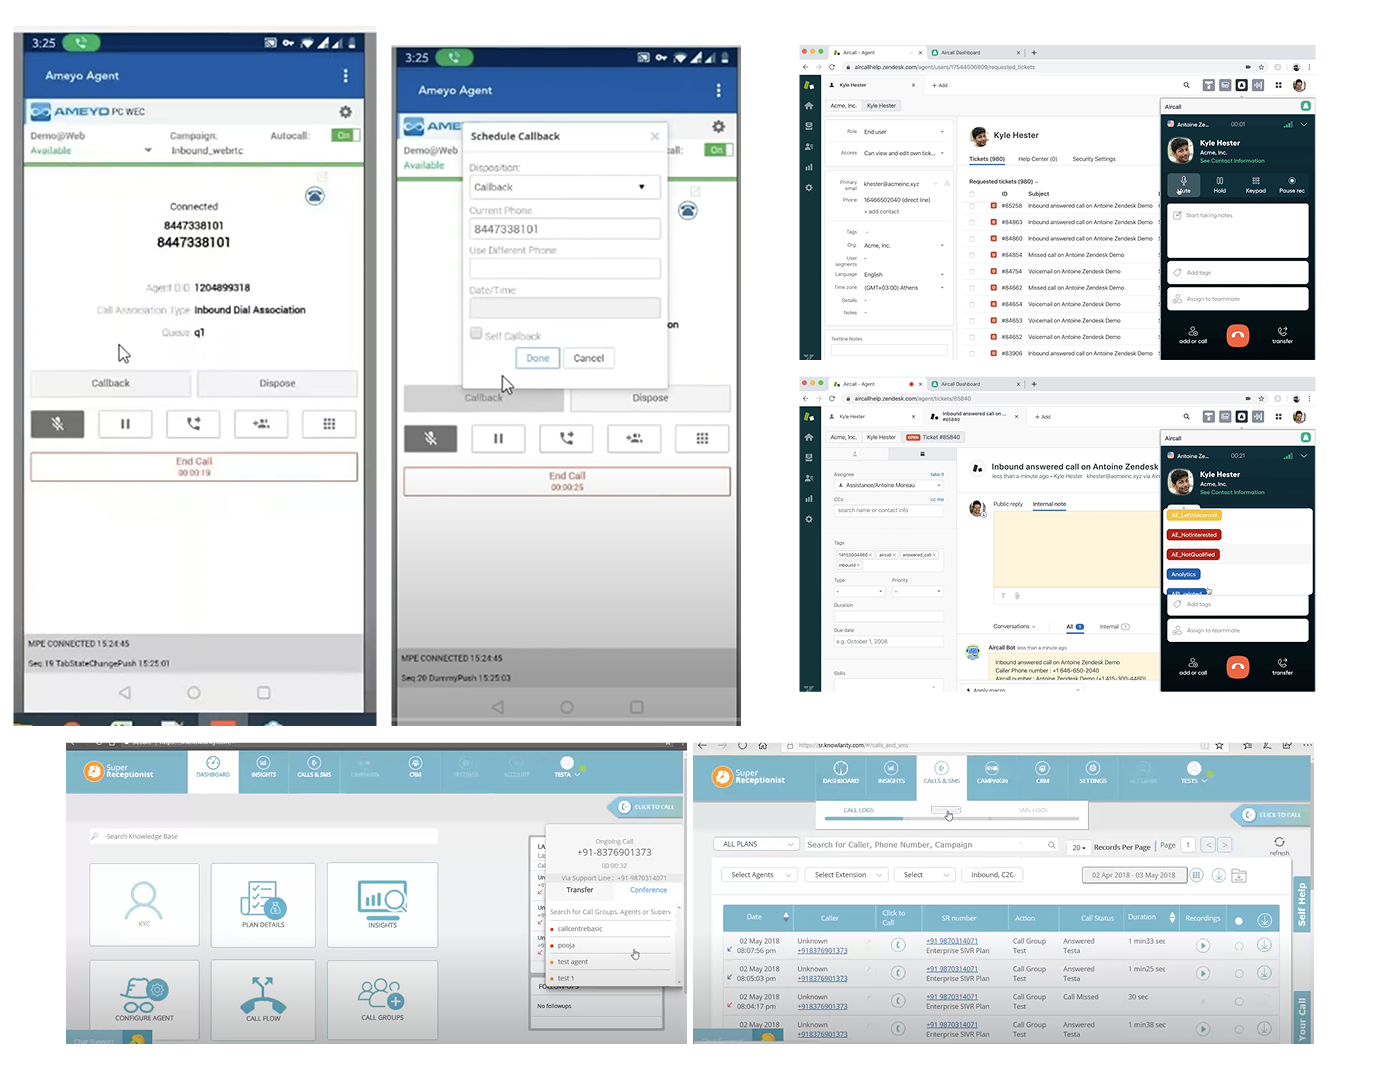 3:25
Ameyo Agent
AMEYO PC WEC
Demo@Web
Campaign:
Autocall:
Available
Inbound_webrtc
On
Connected
8447338101
8447338101
Agent DID 1204899318
Call Association Type Inbound Dial Association
Queue q1
Callback
Dispose
End Call
00:00:19
MPE CONNECTED 15:24:45
Seq:19 TabStateChangePush 15:25:01
3:25
Ameyo Agent
AME
Demo@Web
all:
Available
On
Schedule Callback
Disposition:
Callback
Current Phone
8447338101
Use Different Phone:
Date/Time:
Self Callback
on
Done
Cancel
Callback
Dispose
End Call
00:00:25
MPE CONNECTED 15:24:45
Seq:20 DummyPush 15:25:03
Aircall - Agent
Aircall Dashboard
aircallhelp.zendesk.com/agent/users/17544506809/requested_tickets
Kyle Hester
+ Add
Acme, Inc.
Kyle Hester
Role
End user
Access
Can view and edit own tick...
Primary email
khester@acmeinc.xyz
Phone
16466502040 (direct line)
+ add contact
Tags
-
Org.
Acme, Inc.
User segments
-
Language
English
Time zone
(GMT+03:00) Athens
Details
-
Notes
-
Textline Notes
Kyle Hester
Tickets (980)
Help Center (0)
Security Settings
Requested tickets (980)
ID
Subject
#85258 Inbound answered call on Antoine Zendesk Demo
#84863 Inbound answered call on Antoine Zendesk Demo
#84860 Inbound answered call on Antoine Zendesk Demo
#84854 Missed call on Antoine Zendesk Demo
#84754 Voicemail on Antoine Zendesk Demo
#84662 Missed call on Antoine Zendesk Demo
#84654 Voicemail on Antoine Zendesk Demo
#84653 Voicemail on Antoine Zendesk Demo
#84652 Voicemail on Antoine Zendesk Demo
#83906 Inbound answered call on Antoine Zendesk Demo
Aircall
Antoine Ze...
00:01
Kyle Hester
Acme, Inc.
See Contact Information
Mute
Hold
Keypad
Pause rec
Start taking notes
Add tags
Assign to teammate
add or call
transfer
Aircall - Agent
Aircall Dashboard
aircallhelp.zendesk.com/agent/tickets/85840
Kyle Hester
Inbound answered call on ...
#85840
+ Add
Acme, Inc.
Kyle Hester
OPEN Ticket #85840
Assignee
take it
Assistance/Antoine Moreau
CCs
cc me
search name or contact info
Tags
14153004460
aircall
answered_call
inbound
Type
Priority
-
-
Duration
Due date
e.g. October 1, 2008
Skills
Inbound answered call on Antoine Zendesk
less than a minute ago • Kyle Hester khester@acmeinc.xyz via Air
Public reply
Internal note
Conversations
All 1
Internal 1
Aircall Bot less than a minute ago
Inbound answered call on Antoine Zendesk Demo
Caller Phone number : +1 646-650-2040
Aircall number : Antoine Zendesk Demo (+1 415-300-4460)
Apply macro
Aircall
Antoine Ze...
00:21
Kyle Hester
Acme, Inc.
See Contact Information
AE_LeftVoicemail
AE_NotInterested
AE_NotQualified
Analytics
Add tags
Assign to teammate
add or call
transfer
Super Receptionist
DASHBOARD
INSIGHTS
CALLS & SMS
CRM
TESTA
CLICK TO CALL
Search Knowledge Base
KYC
PLAN DETAILS
INSIGHTS
CONFIGURE AGENT
CALL FLOW
CALL GROUPS
Ongoing Call
+91-8376901373
00:00:32
Via Support Line : +91-9870314071
Transfer
Conference
Search for Call Groups, Agents or Superv
callcentrebasic
pooja
test agent
test 1
No followups
Chat Support
https://sr.knowlarity.com/#/calls_and_sms
Super Receptionist
DASHBOARD
INSIGHTS
CALLS & SMS
CAMPAIGN
CRM
SETTINGS
TESTS
CALL LOGS
SMS LOGS
CLICK TO CALL
ALL PLANS
Search for Caller, Phone Number, Campaign
20
Records Per Page
Page
1
<
>
refresh
Select Agents
Select Extension
Select
Inbound, C2C
02 Apr 2018 - 03 May 2018
Self Help
Date
Caller
Click to Call
SR number
Action
Call Status
Duration
Recordings
02 May 2018 08:07:56 pm
Unknown +918376901373
+91 9870314071 Enterprise SIVR Plan
Call Group Test
Answered Testa
1 min33 sec
02 May 2018 08:05:03 pm
Unknown +918376901373
+91 9870314071 Enterprise SIVR Plan
Call Group Test
Answered Testa
1 min25 sec
02 May 2018 08:04:17 pm
Unknown +918376901373
+91 9870314071 Enterprise SIVR Plan
Call Group Test
Call Missed
30 sec
02 May 2018
Unknown +918376901373
+91 9870314071 Enterprise SIVR Plan
Call Group Test
Answered Testa
1 min38 sec
Your Call